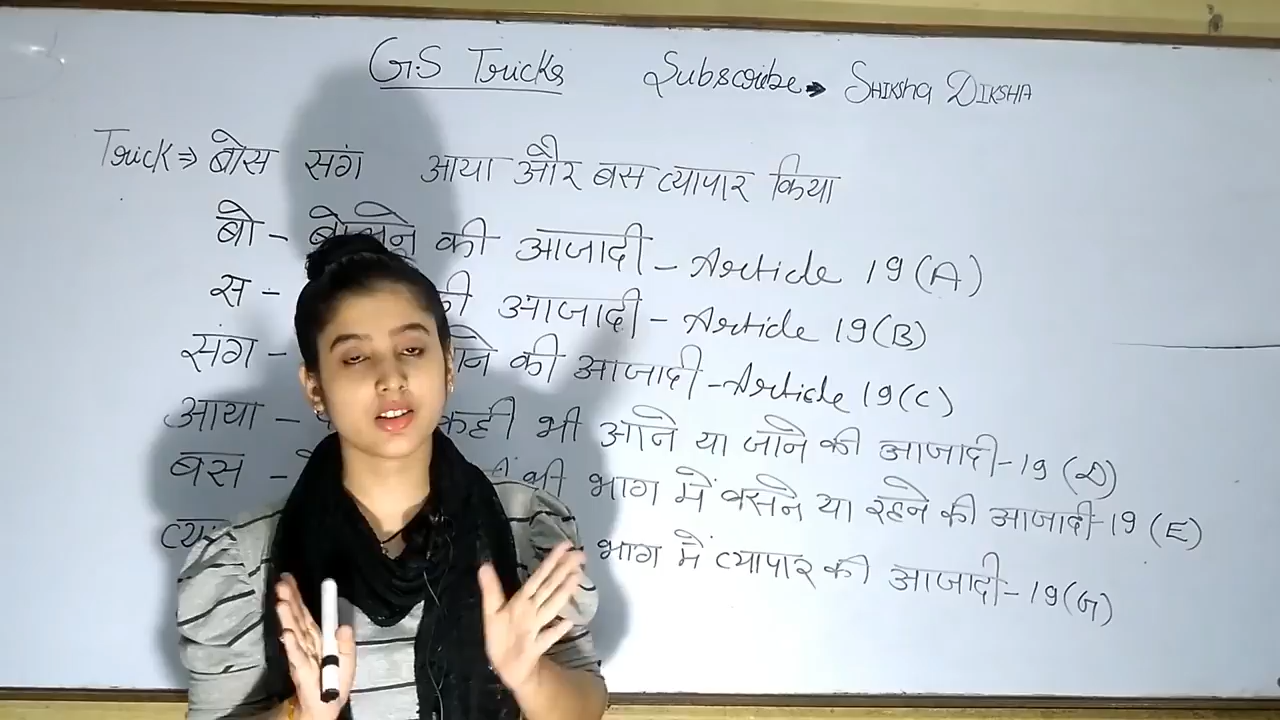 G.S Tricks Subscribe → SHIKSHA DIKSHA
Trick ⇒ बोस संग आया और बस व्यापार किया
बो - बोलने की आजादी - Article 19 (A)
स - की आजादी - Article 19 (B)
संग - की आजादी - Article 19 (C)
आया - कही भी आने या जाने की आजादी - 19 (D)
बस - भी भाग में बसने या रहने की आजादी - 19 (E)
भाग में व्यापार की आजादी - 19 (G)